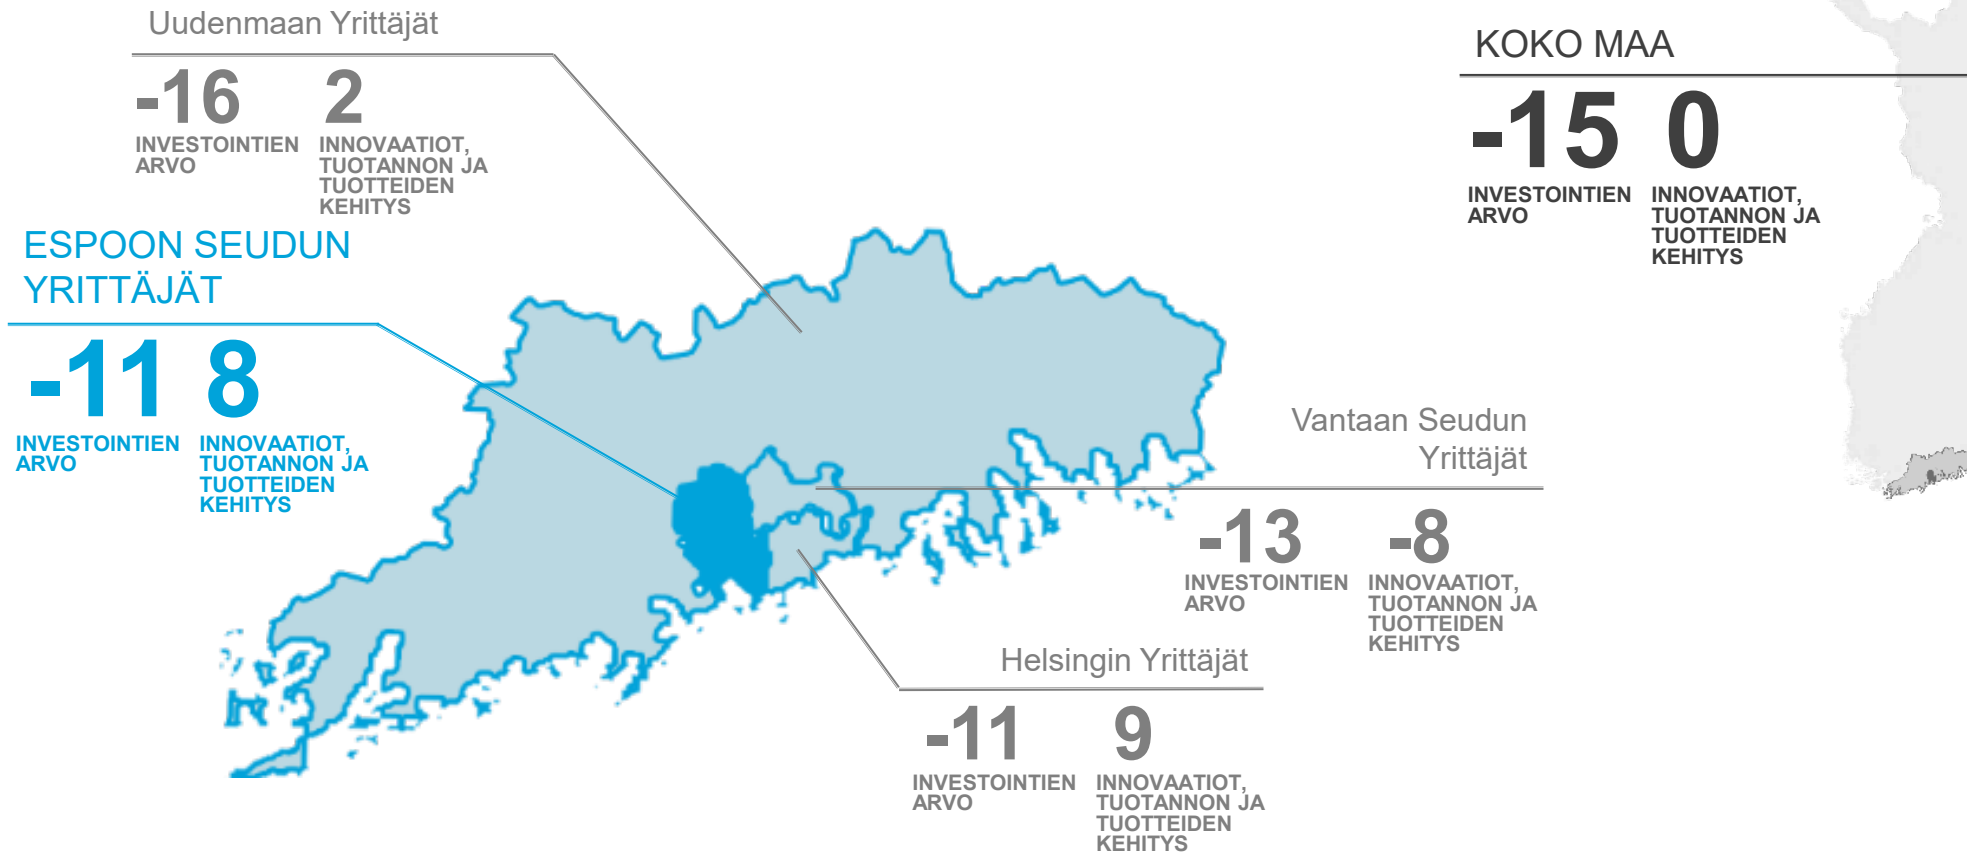 Uudenmaan Yrittäjät
-16 2
INVESTOINTIEN
ARVO
INNOVAATIOT,
TUOTANNON JA
TUOTTEIDEN
KEHITYS
KOKO MAA
-15 0
INVESTOINTIEN
ARVO
INNOVAATIOT,
TUOTANNON JA
TUOTTEIDEN
KEHITYS
ESPOON SEUDUN
YRITTÄJÄT
-11 8
INVESTOINTIEN
ARVO
INNOVAATIOT,
TUOTANNON JA
TUOTTEIDEN
KEHITYS
Vantaan Seudun
Yrittäjät
-13 -8
INVESTOINTIEN
ARVO
INNOVAATIOT,
TUOTANNON JA
TUOTTEIDEN
KEHITYS
Helsingin Yrittäjät
-11 9
INVESTOINTIEN
ARVO
INNOVAATIOT,
TUOTANNON JA
TUOTTEIDEN
KEHITYS